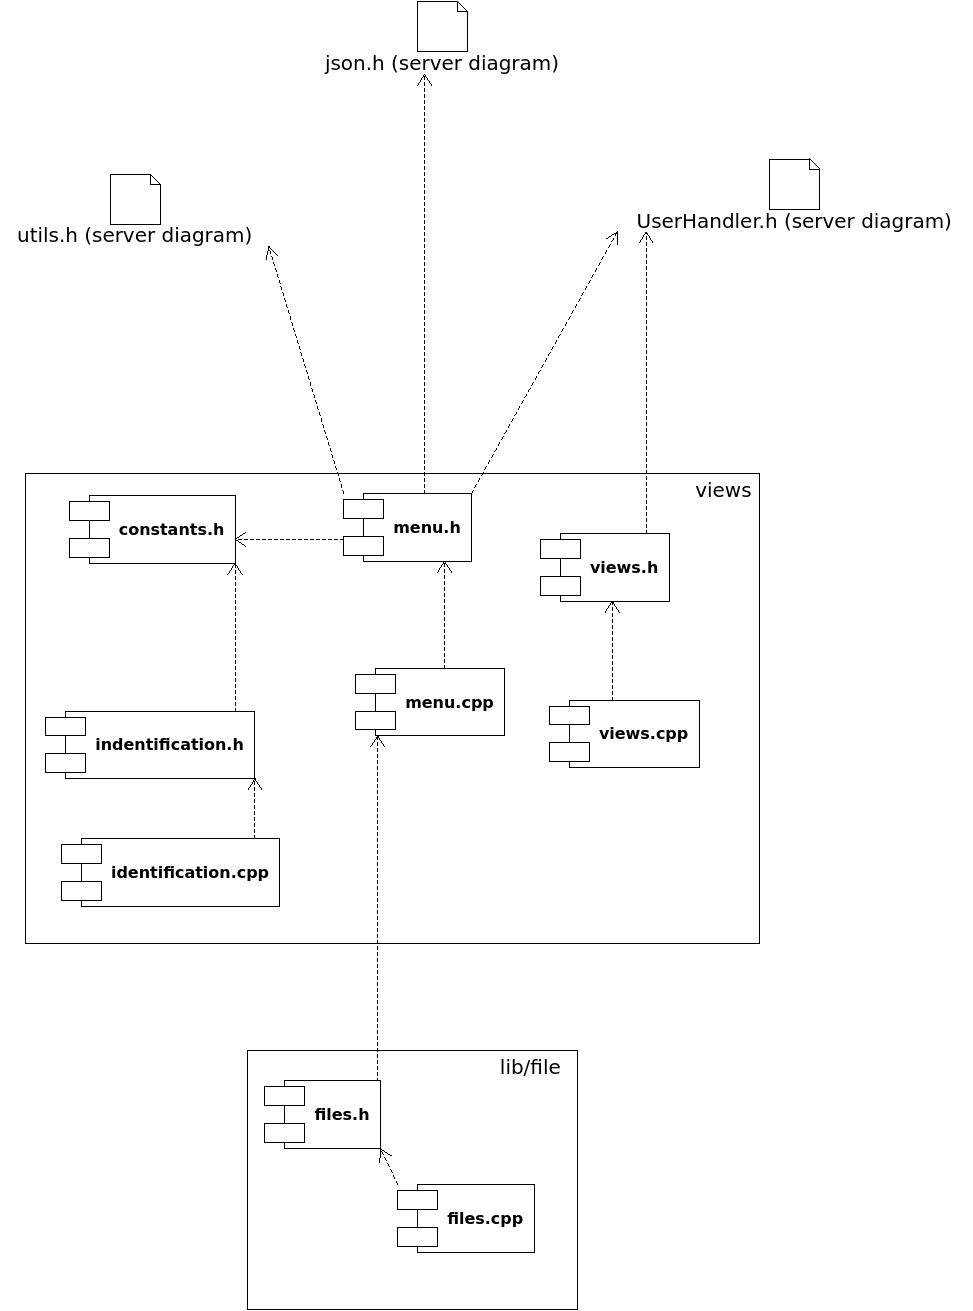 json.h (server diagram)
utils.h (server diagram)
UserHandler.h (server diagram)
views
constants.h
menu.h
views.h
menu.cpp
views.cpp
indentification.h
identification.cpp
lib/file
files.h
files.cpp